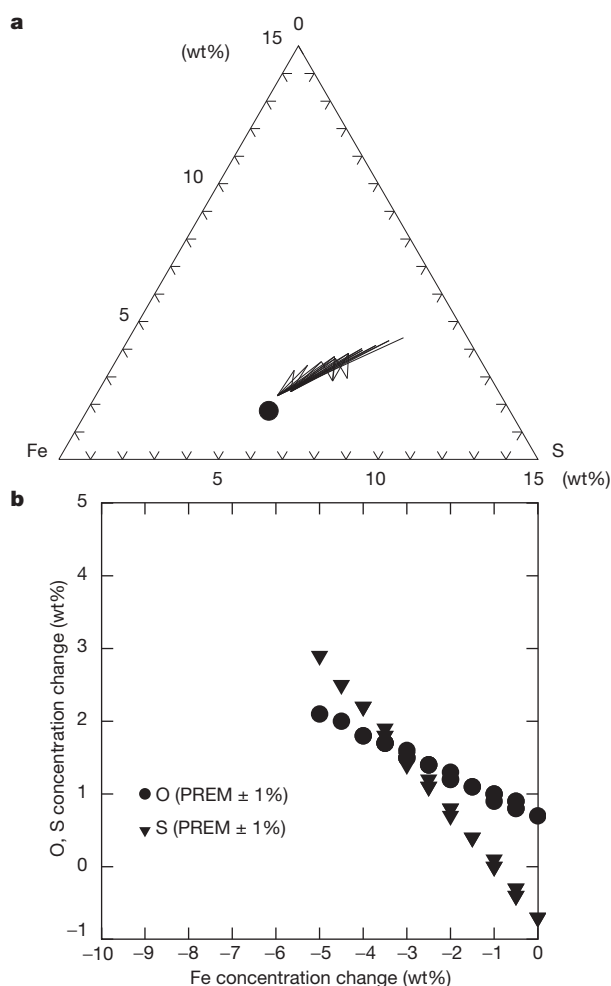 a
0
15
(wt%)
10
5
Fe
S
5
10
15
(wt%)
b
5
4
3
2
1
0
−1
O, S concentration change (wt%)
O (PREM ± 1%)
S (PREM ± 1%)
−10 −9 −8 −7 −6 −5 −4 −3 −2 −1 0
Fe concentration change (wt%)